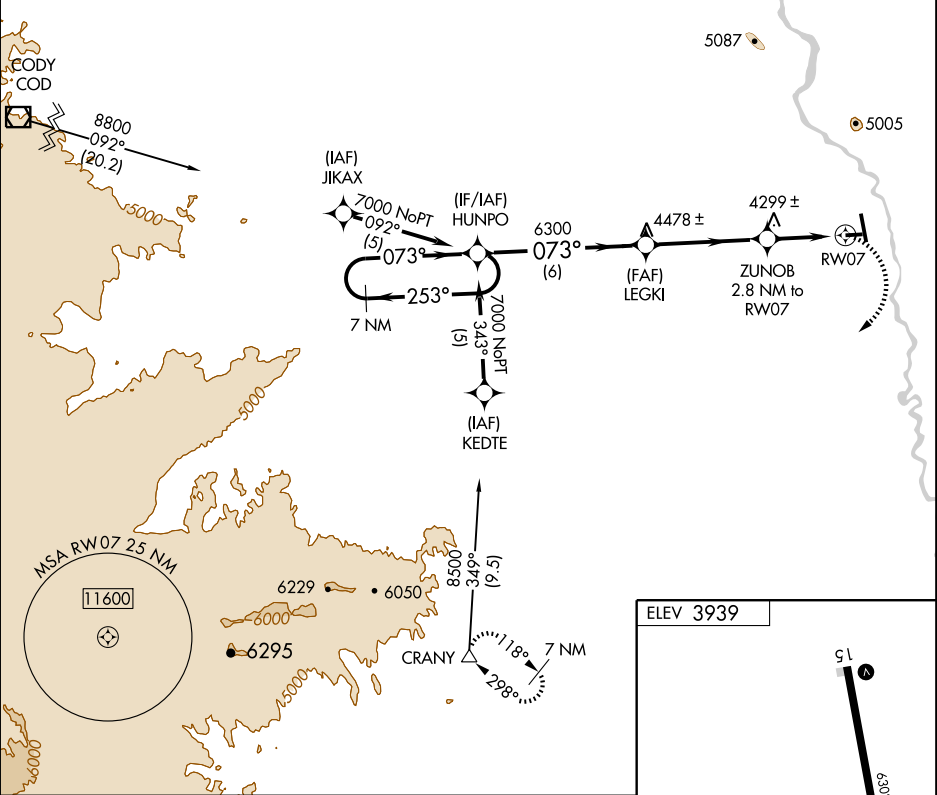 5087
CODY
COD
5005
8800
092°
(20.2)
(IAF)
JIKAX
7000 NoPT
092°
(5)
(IF/IAF)
HUNPO
5000
6300
073°
(6)
4478 ±
4299 ±
073°
(FAF)
LEGKI
ZUNOB
2.8 NM to
RW07
RW07
253°
7 NM
7000 NoPT
343°
(5)
5000
(IAF)
KEDTE
MSA RW07 25 NM
11600
8500
349°
(9.5)
6229
6050
6000
6295
CRANY
118°
7 NM
298°
5000
6000
ELEV 3939
15
V